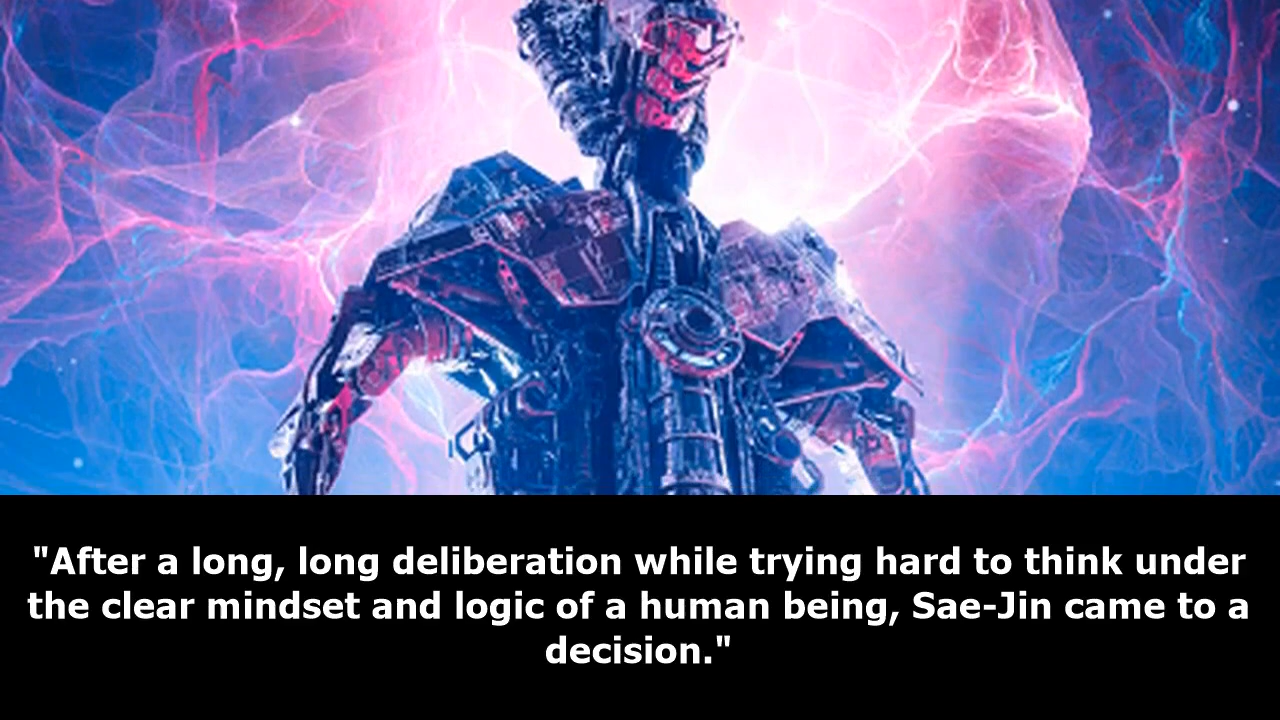 "After a long, long deliberation while trying hard to think under
the clear mindset and logic of a human being, Sae-Jin came to a
decision."